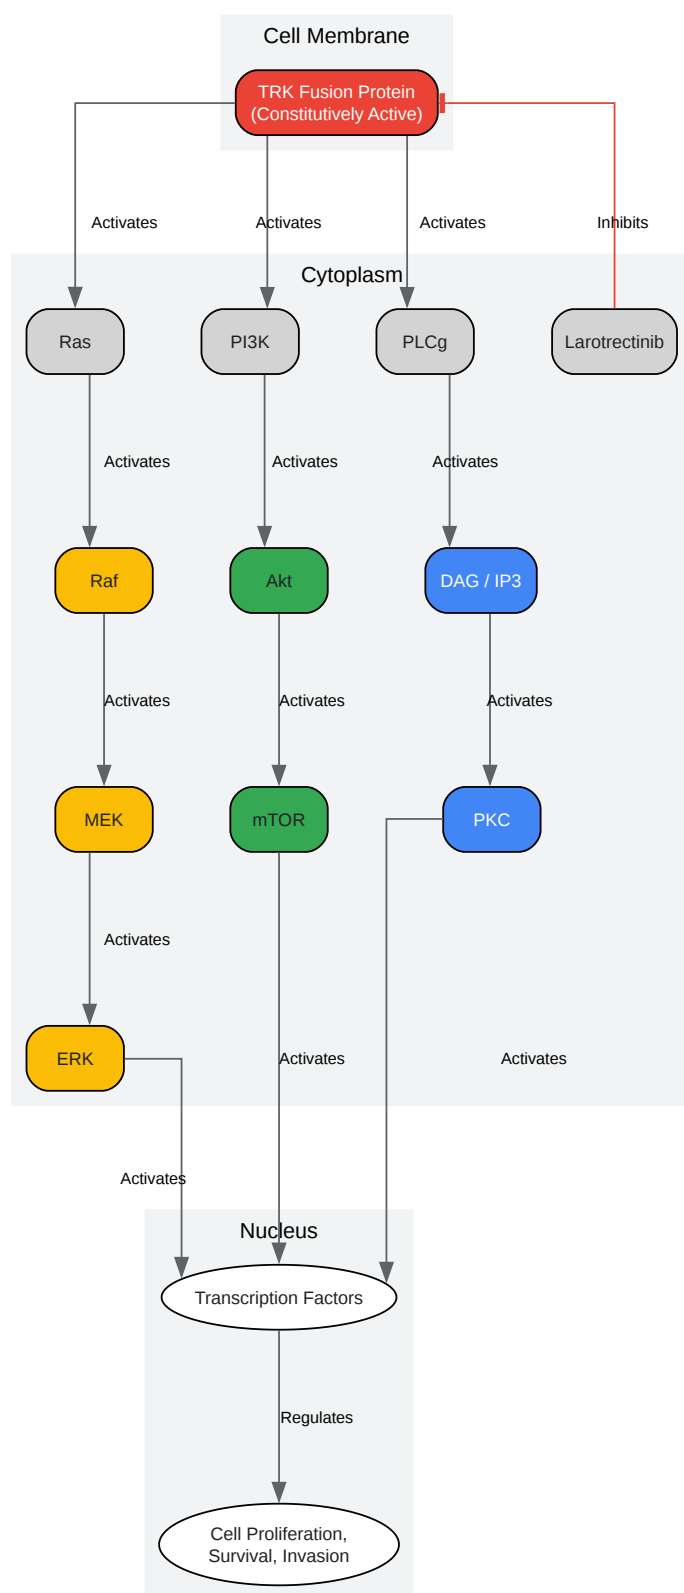 Cell Membrane
TRK Fusion Protein
(Constitutively Active)
Activates
Activates
Activates
Inhibits
Cytoplasm
Ras
PI3K
PLCg
Larotrectinib
Activates
Activates
Activates
Raf
Akt
DAG / IP3
Activates
Activates
Activates
MEK
mTOR
PKC
Activates
ERK
Activates
Activates
Activates
Nucleus
Transcription Factors
Regulates
Cell Proliferation,
Survival, Invasion